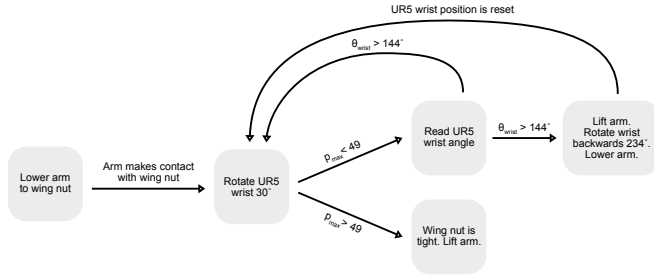 UR5 wrist position is reset
θwrist > 144˚
Lower arm
to wing nut
Arm makes contact
with wing nut
Rotate UR5
wrist 30˚
pmax < 49
pmax > 49
Read UR5
wrist angle
θwrist > 144˚
Lift arm.
Rotate wrist
backwards 234˚.
Lower arm.
Wing nut is
tight. Lift arm.